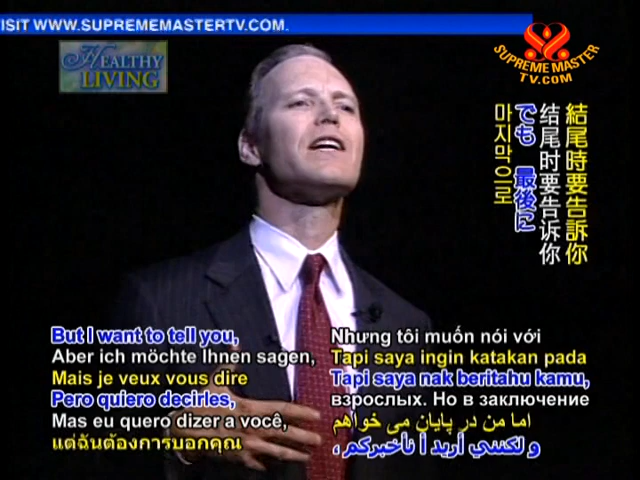 VISIT WWW.SUPREMEMASTERTV.COM.
HEALTHY
LIVING
SUPREME MASTER
TV.COM
結尾時要告訴你
结尾时要告诉你
でも 最後に
마지막으로
But I want to tell you,
Aber ich möchte Ihnen sagen,
Mais je veux vous dire
Pero quiero decirles,
Mas eu quero dizer a você,
แต่ฉันต้องการบอกคุณ
Nhưng tôi muốn nói với
Tapi saya ingin katakan pada
Tapi saya nak beritahu kamu,
взрослых. Но в заключение
اما من در پایان می خواهم
و لكنني أريد أ نأخبركم ،